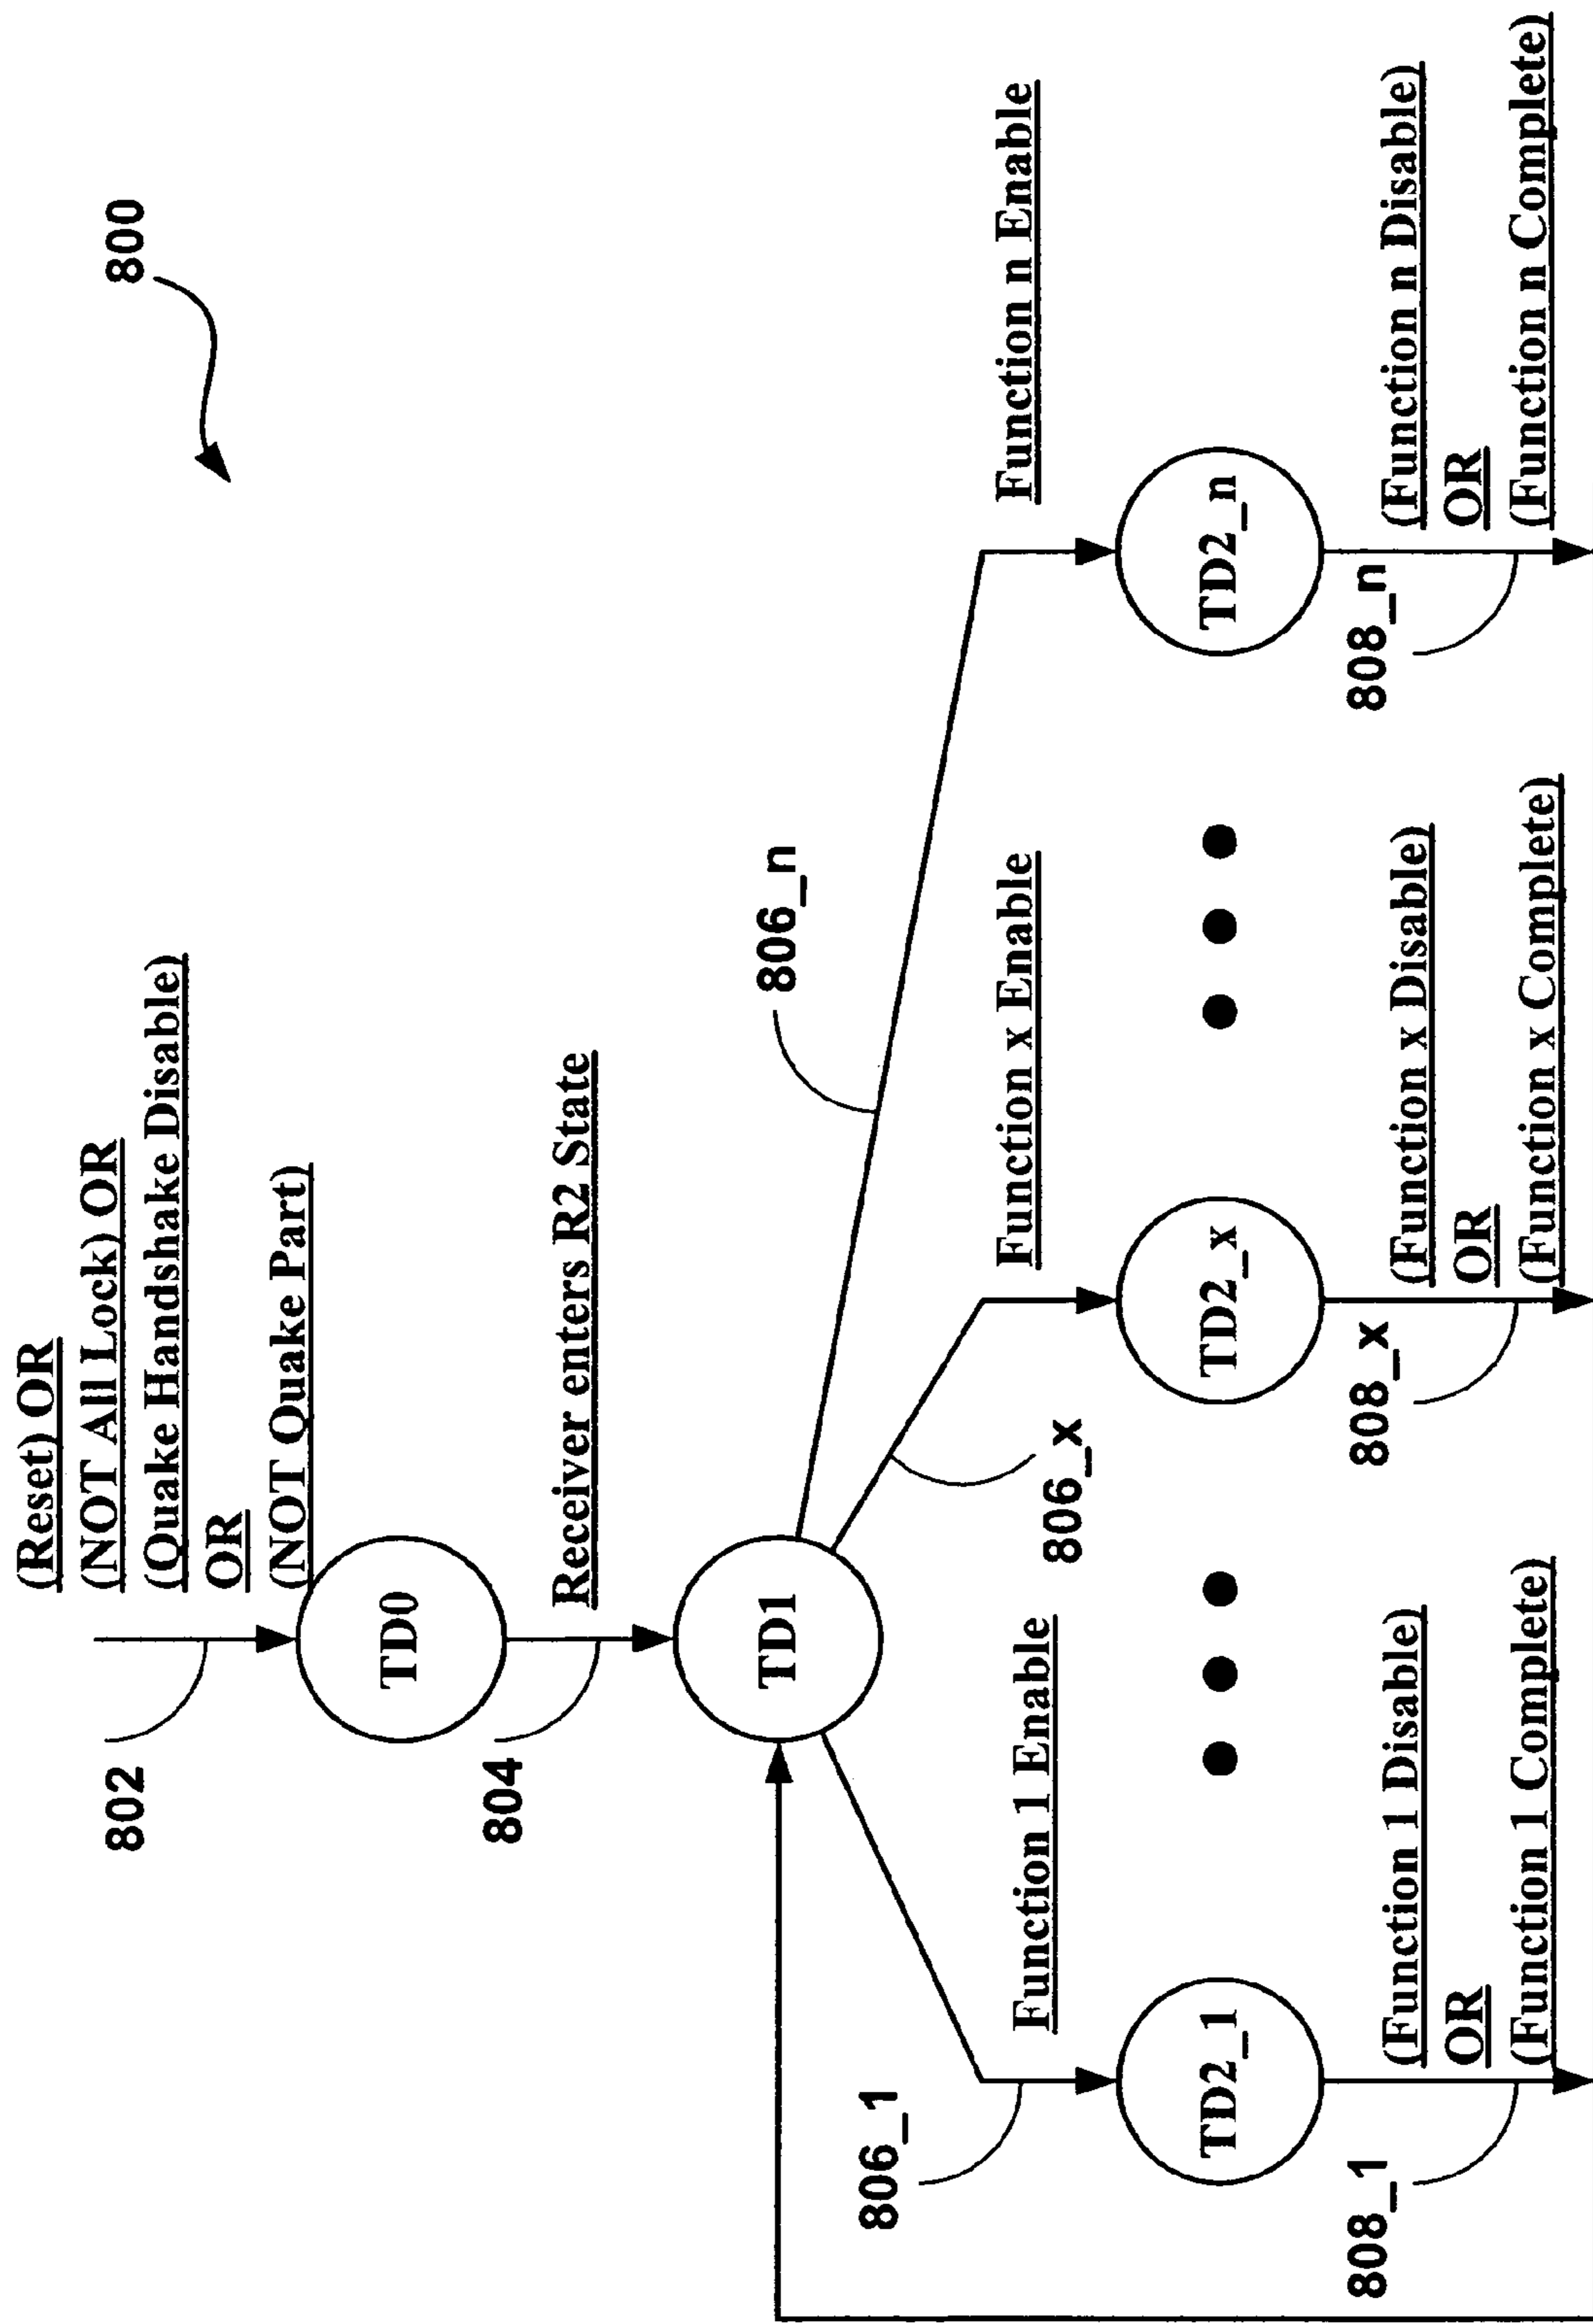 800
802
(Reset) OR
(NOT All Lock) OR
(Quake Handshake Disable)
OR
(NOT Quake Part)
TD0
804
Receiver enters R2 State
TD1
806_1
806_x
806_n
Function 1 Enable
Function x Enable
Function n Enable
TD2_1
TD2_x
TD2_n
808_1
(Function 1 Disable)
OR
(Function 1 Complete)
808_x
(Function x Disable)
OR
(Function x Complete)
808_n
(Function n Disable)
OR
(Function n Complete)